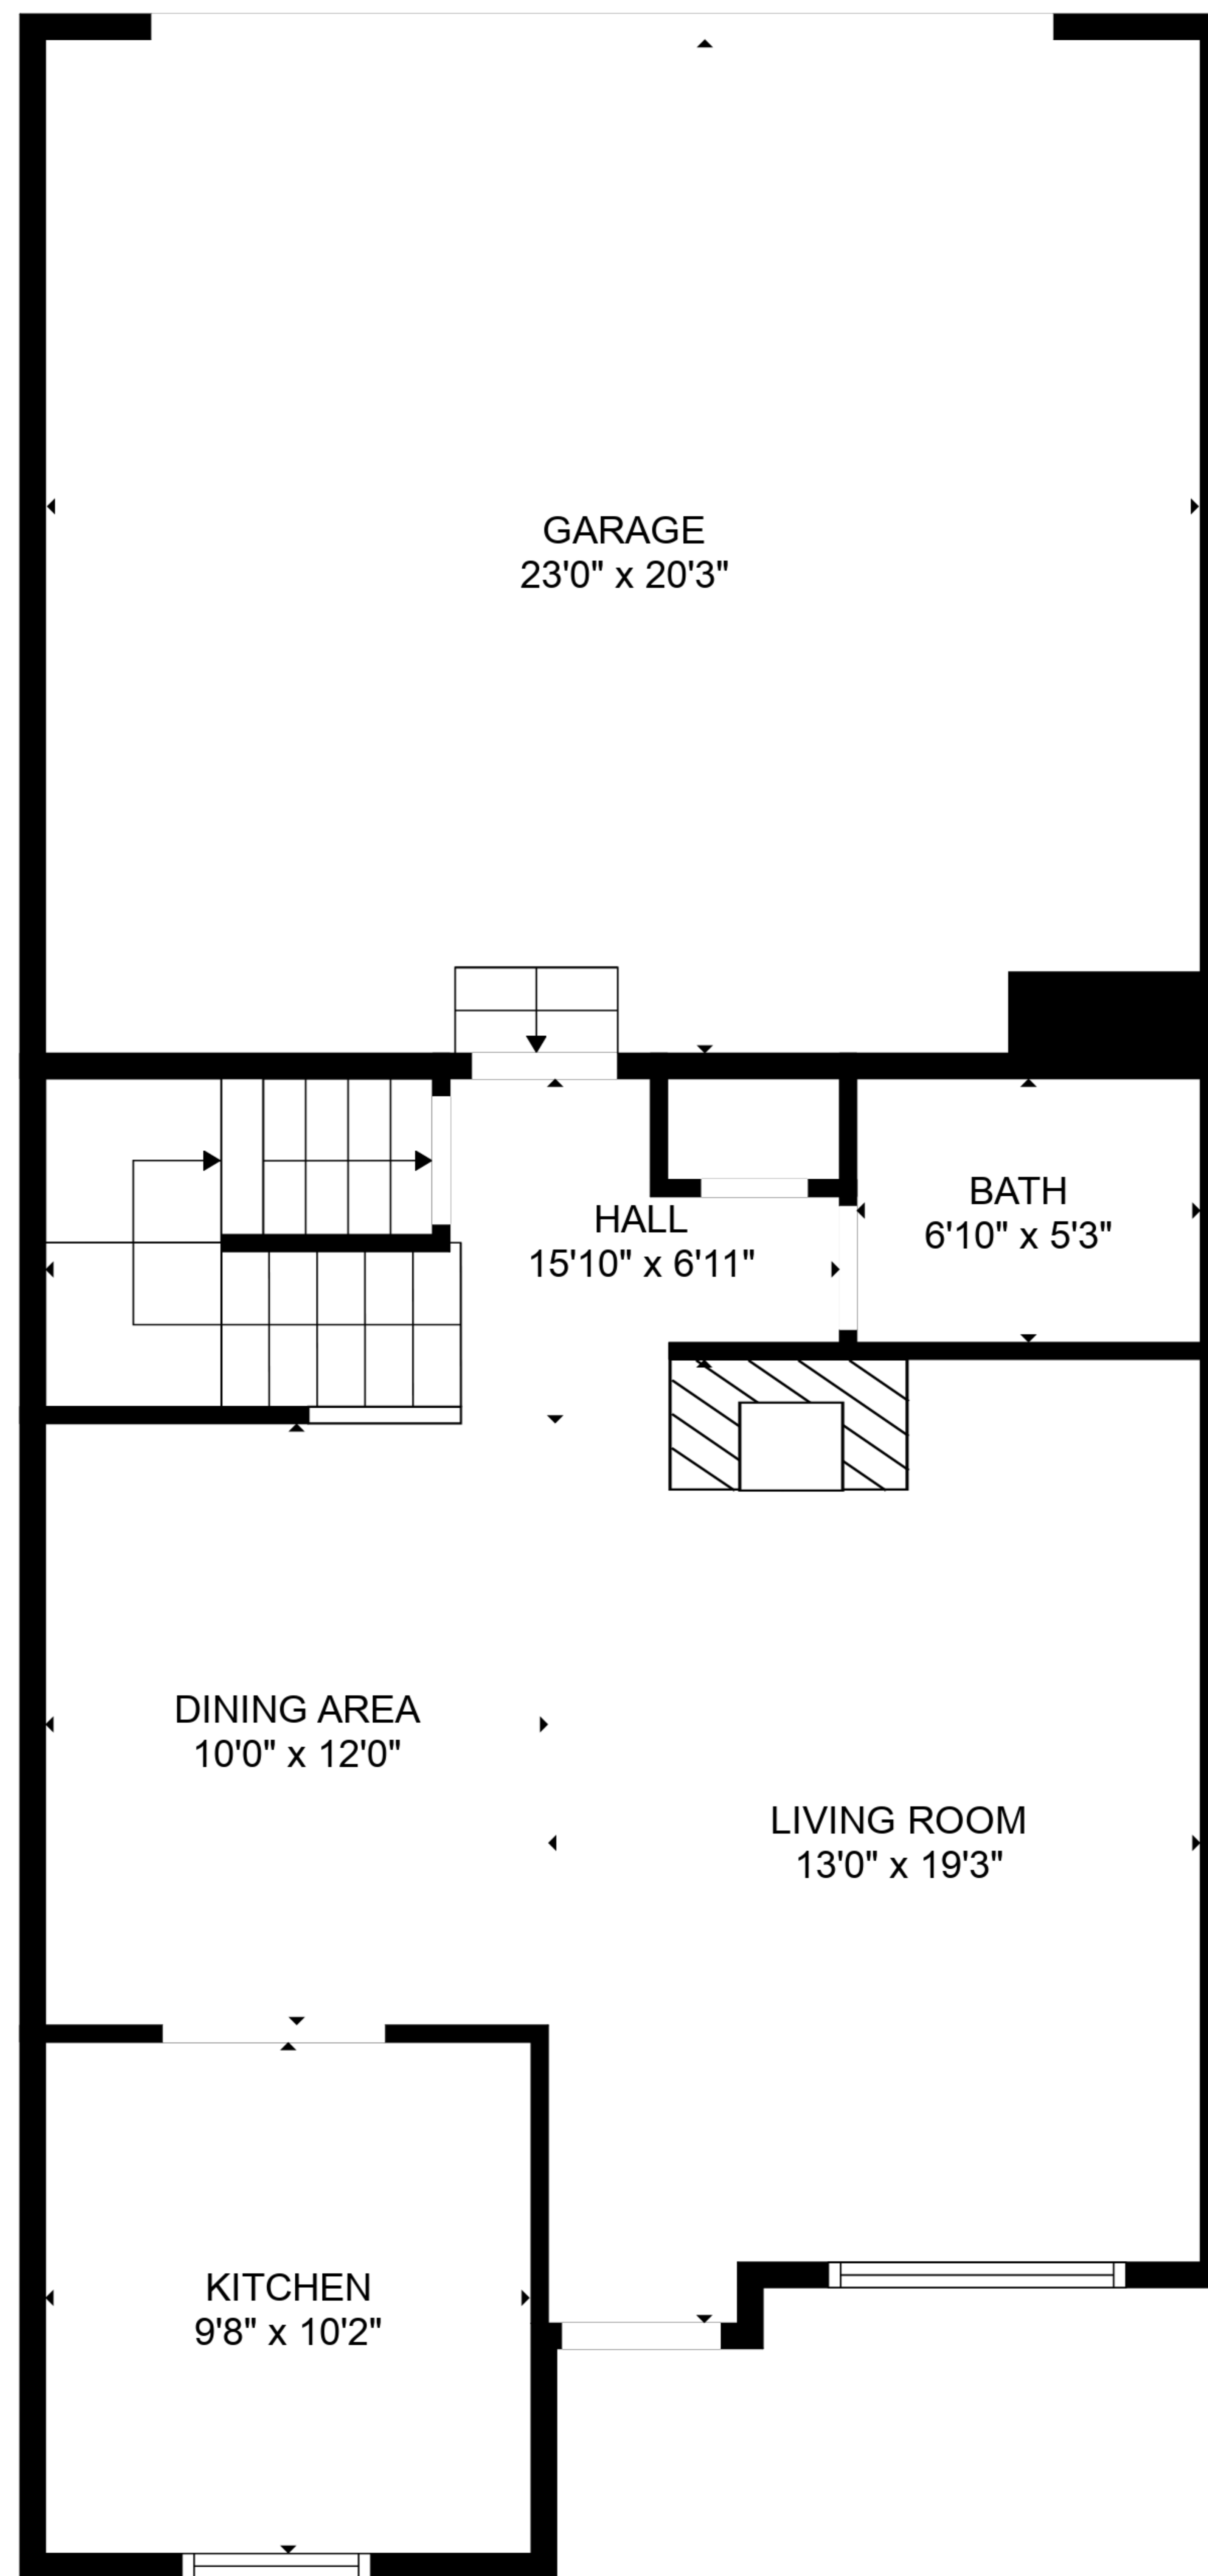 GARAGE
23'0" x 20'3"
HALL
15'10" x 6'11"
BATH
6'10" x 5'3"
DINING AREA
10'0" x 12'0"
LIVING ROOM
13'0" x 19'3"
KITCHEN
9'8" x 10'2"